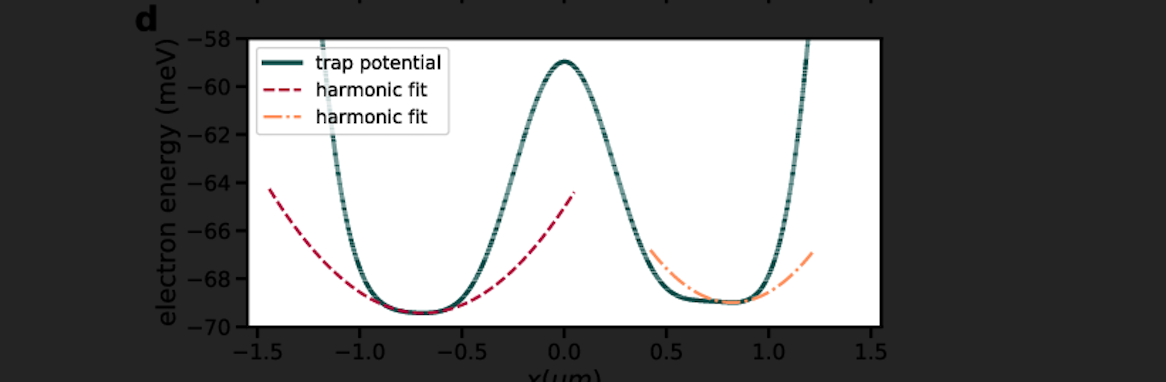 d
electron energy (meV)
−58
−60
−62
−64
−66
−68
−70
trap potential
harmonic fit
harmonic fit
−1.5 −1.0 −0.5 0.0 0.5 1.0 1.5
x(μm)